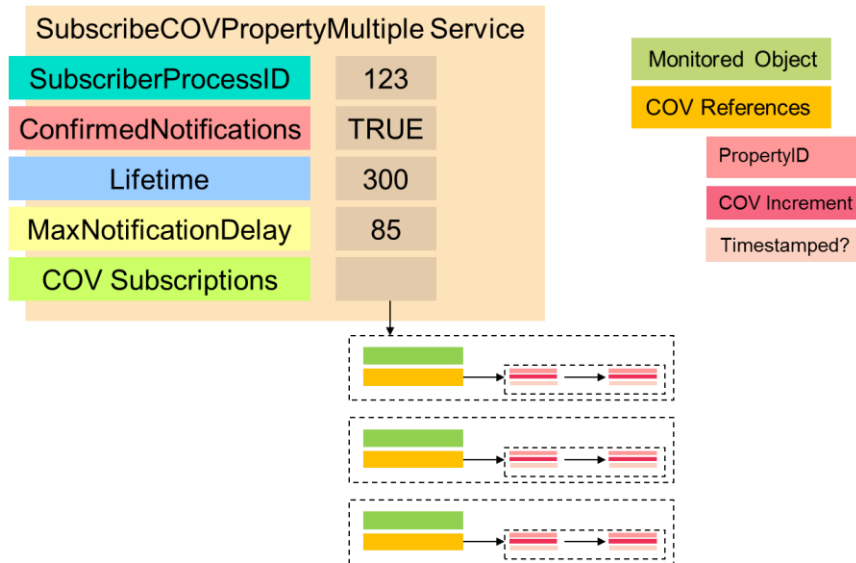 SubscribeCOVPropertyMultiple Service
SubscriberProcessID 123
ConfirmedNotifications TRUE
Lifetime 300
MaxNotificationDelay 85
COV Subscriptions
Monitored Object
COV References
PropertyID
COV Increment
Timestamped?